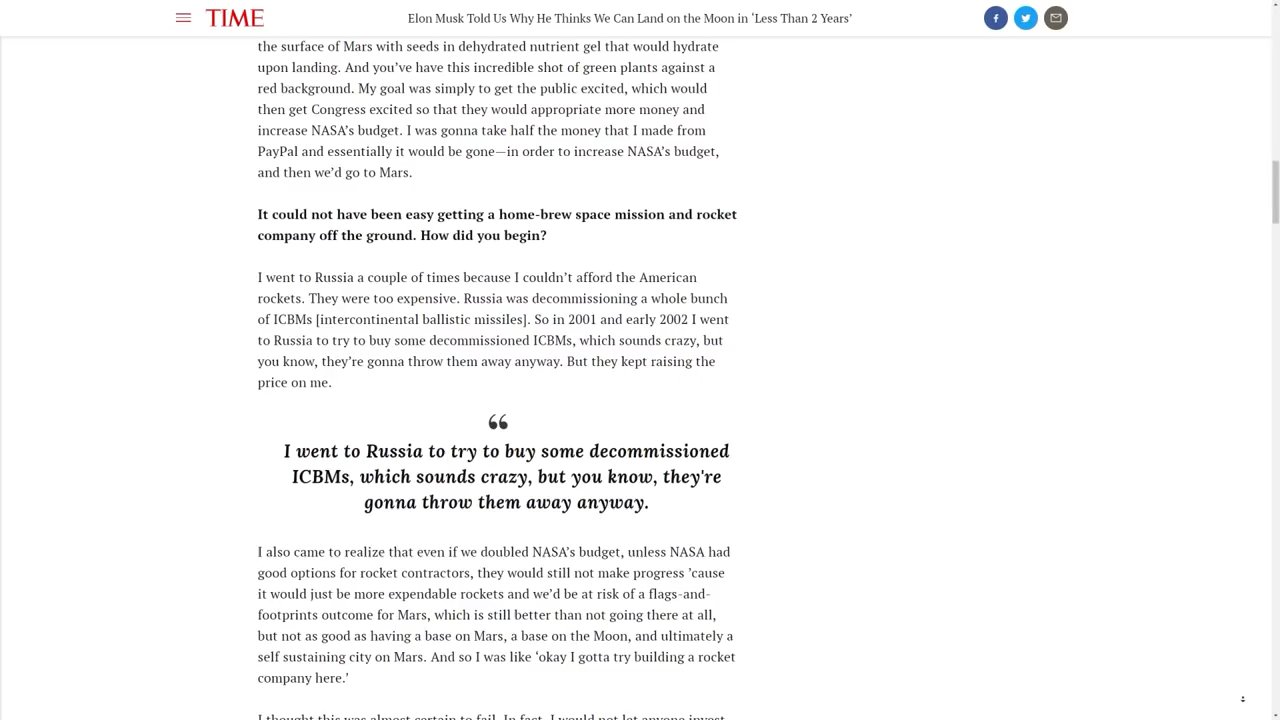 TIME
Elon Musk Told Us Why He Thinks We Can Land on the Moon in ‘Less Than 2 Years’
the surface of Mars with seeds in dehydrated nutrient gel that would hydrate
upon landing. And you’ve have this incredible shot of green plants against a
red background. My goal was simply to get the public excited, which would
then get Congress excited so that they would appropriate more money and
increase NASA’s budget. I was gonna take half the money that I made from
PayPal and essentially it would be gone—in order to increase NASA’s budget,
and then we’d go to Mars.
It could not have been easy getting a home-brew space mission and rocket
company off the ground. How did you begin?
I went to Russia a couple of times because I couldn’t afford the American
rockets. They were too expensive. Russia was decommissioning a whole bunch
of ICBMs [intercontinental ballistic missiles]. So in 2001 and early 2002 I went
to Russia to try to buy some decommissioned ICBMs, which sounds crazy, but
you know, they’re gonna throw them away anyway. But they kept raising the
price on me.
“
I went to Russia to try to buy some decommissioned
ICBMs, which sounds crazy, but you know, they're
gonna throw them away anyway.
I also came to realize that even if we doubled NASA’s budget, unless NASA had
good options for rocket contractors, they would still not make progress ’cause
it would just be more expendable rockets and we’d be at risk of a flags-and-
footprints outcome for Mars, which is still better than not going there at all,
but not as good as having a base on Mars, a base on the Moon, and ultimately a
self sustaining city on Mars. And so I was like ‘okay I gotta try building a rocket
company here.’
I thought this was almost certain to fail. In fact, I would not let anyone invest